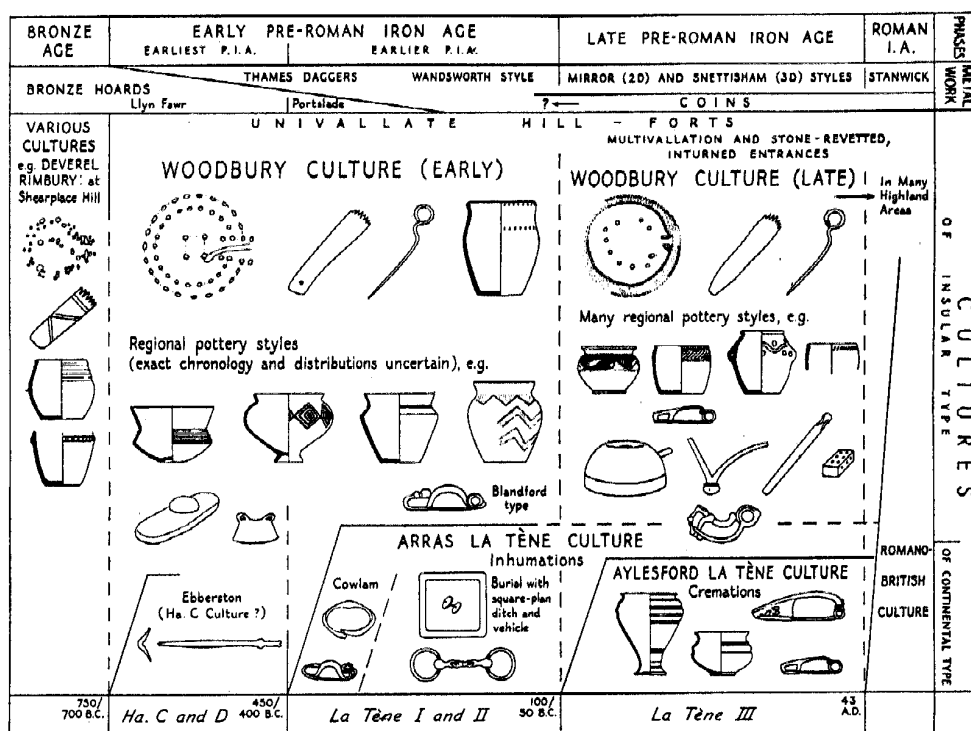 BRONZE
AGE
EARLY PRE-ROMAN IRON AGE
EARLIEST P.I.A.
EARLIER P.I.A.
LATE PRE-ROMAN IRON AGE
ROMAN
I.A.
PHASES
BRONZE HOARDS
Llyn Fawr
THAMES DAGGERS
Portslade
WANDSWORTH STYLE
MIRROR (2D) AND SNETTISHAM (3D) STYLES
STANWICK
? ← COINS
METAL
WORK
UNIVALLATE HILL-FORTS
MULTIVALLATION AND STONE-REVETTED,
INTURNED ENTRANCES
VARIOUS
CULTURES
e.g. DEVEREL
RIMBURY: at
Shearplace Hill
WOODBURY CULTURE (EARLY)
WOODBURY CULTURE (LATE)
In Many
Highland
Areas
Regional pottery styles
(exact chronology and distributions uncertain), e.g.
Many regional pottery styles, e.g.
Blandford
type
CULTURES
OF INSULAR TYPE
ARRAS LA TÈNE CULTURE
Inhumations
Cowlam
Burial with
square-plan
ditch and
vehicle
Ebberston
(Ha. C Culture ?)
AYLESFORD LA TÈNE CULTURE
Cremations
ROMANO-
BRITISH
CULTURE
OF CONTINENTAL TYPE
750/
700 B.C.
Ha. C and D
450/
400 B.C.
La Tène I and II
100/
50 B.C.
La Tène III
43
A.D.